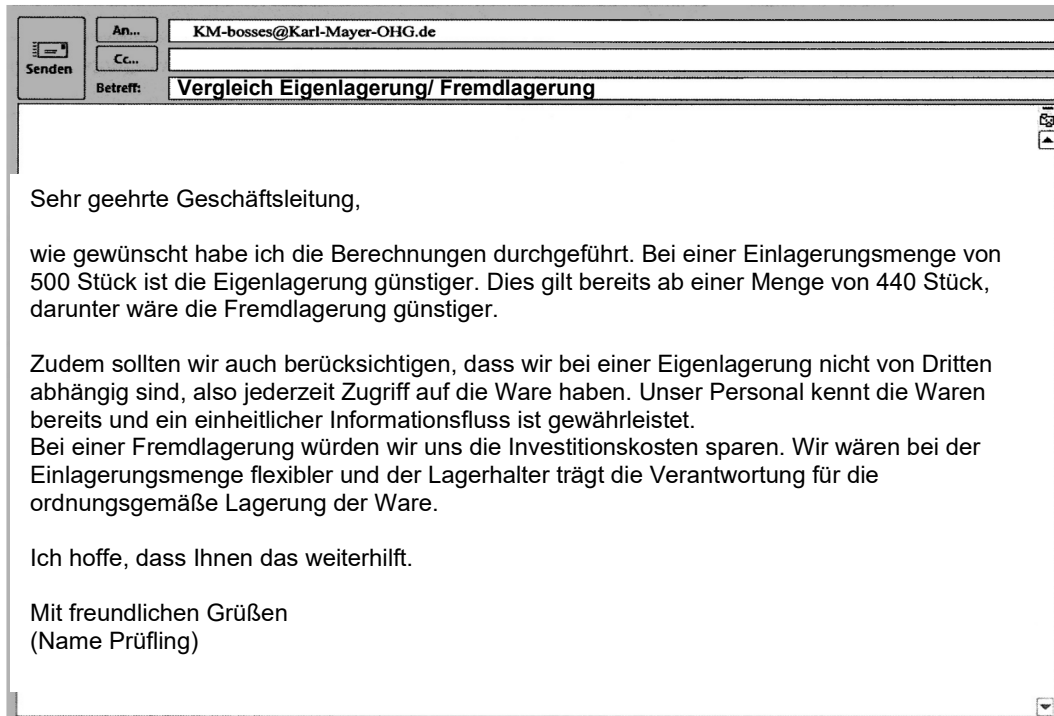 An...
KM-bosses@Karl-Mayer-OHG.de
Senden
Cc...
Betreff:
Vergleich Eigenlagerung/ Fremdlagerung
Sehr geehrte Geschäftsleitung,
wie gewünscht habe ich die Berechnungen durchgeführt. Bei einer Einlagerungsmenge von
500 Stück ist die Eigenlagerung günstiger. Dies gilt bereits ab einer Menge von 440 Stück,
darunter wäre die Fremdlagerung günstiger.
Zudem sollten wir auch berücksichtigen, dass wir bei einer Eigenlagerung nicht von Dritten
abhängig sind, also jederzeit Zugriff auf die Ware haben. Unser Personal kennt die Waren
bereits und ein einheitlicher Informationsfluss ist gewährleistet.
Bei einer Fremdlagerung würden wir uns die Investitionskosten sparen. Wir wären bei der
Einlagerungsmenge flexibler und der Lagerhalter trägt die Verantwortung für die
ordnungsgemäße Lagerung der Ware.
Ich hoffe, dass Ihnen das weiterhilft.
Mit freundlichen Grüßen
(Name Prüfling)